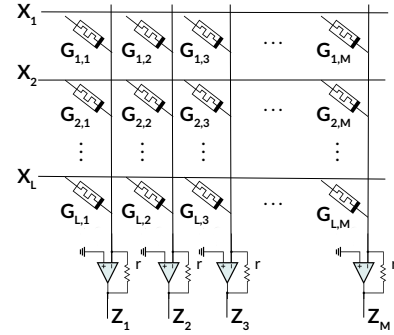 X1
G1,1 G1,2 G1,3 ... G1,M
X2
G2,1 G2,2 G2,3 G2,M
XL
GL,1 GL,2 GL,3 ... GL,M
r r r r
Z1 Z2 Z3 ZM